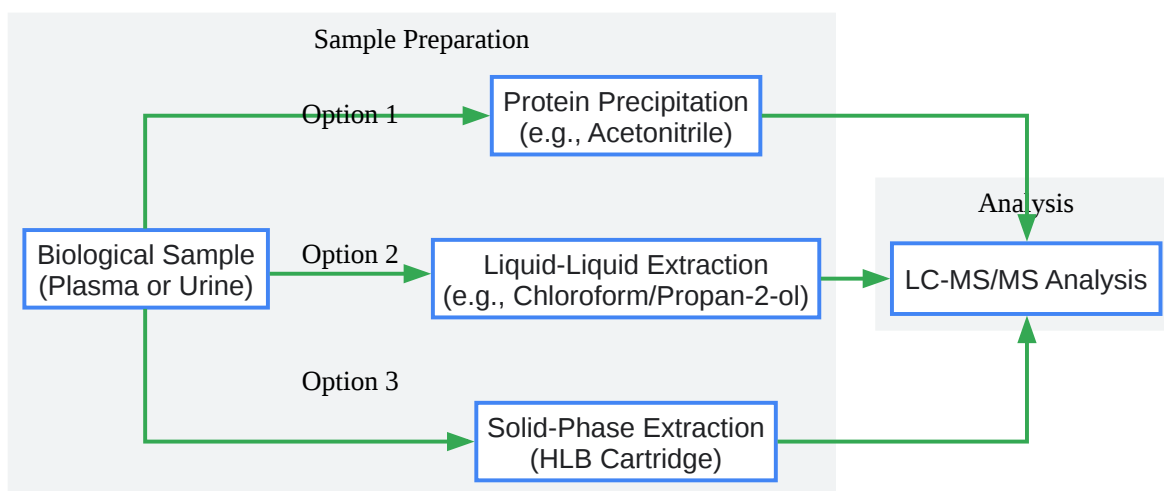 Sample Preparation
Option 1
Protein Precipitation
(e.g., Acetonitrile)
Analysis
Biological Sample
(Plasma or Urine)
Option 2
Liquid-Liquid Extraction
(e.g., Chloroform/Propan-2-ol)
LC-MS/MS Analysis
Option 3
Solid-Phase Extraction
(HLB Cartridge)